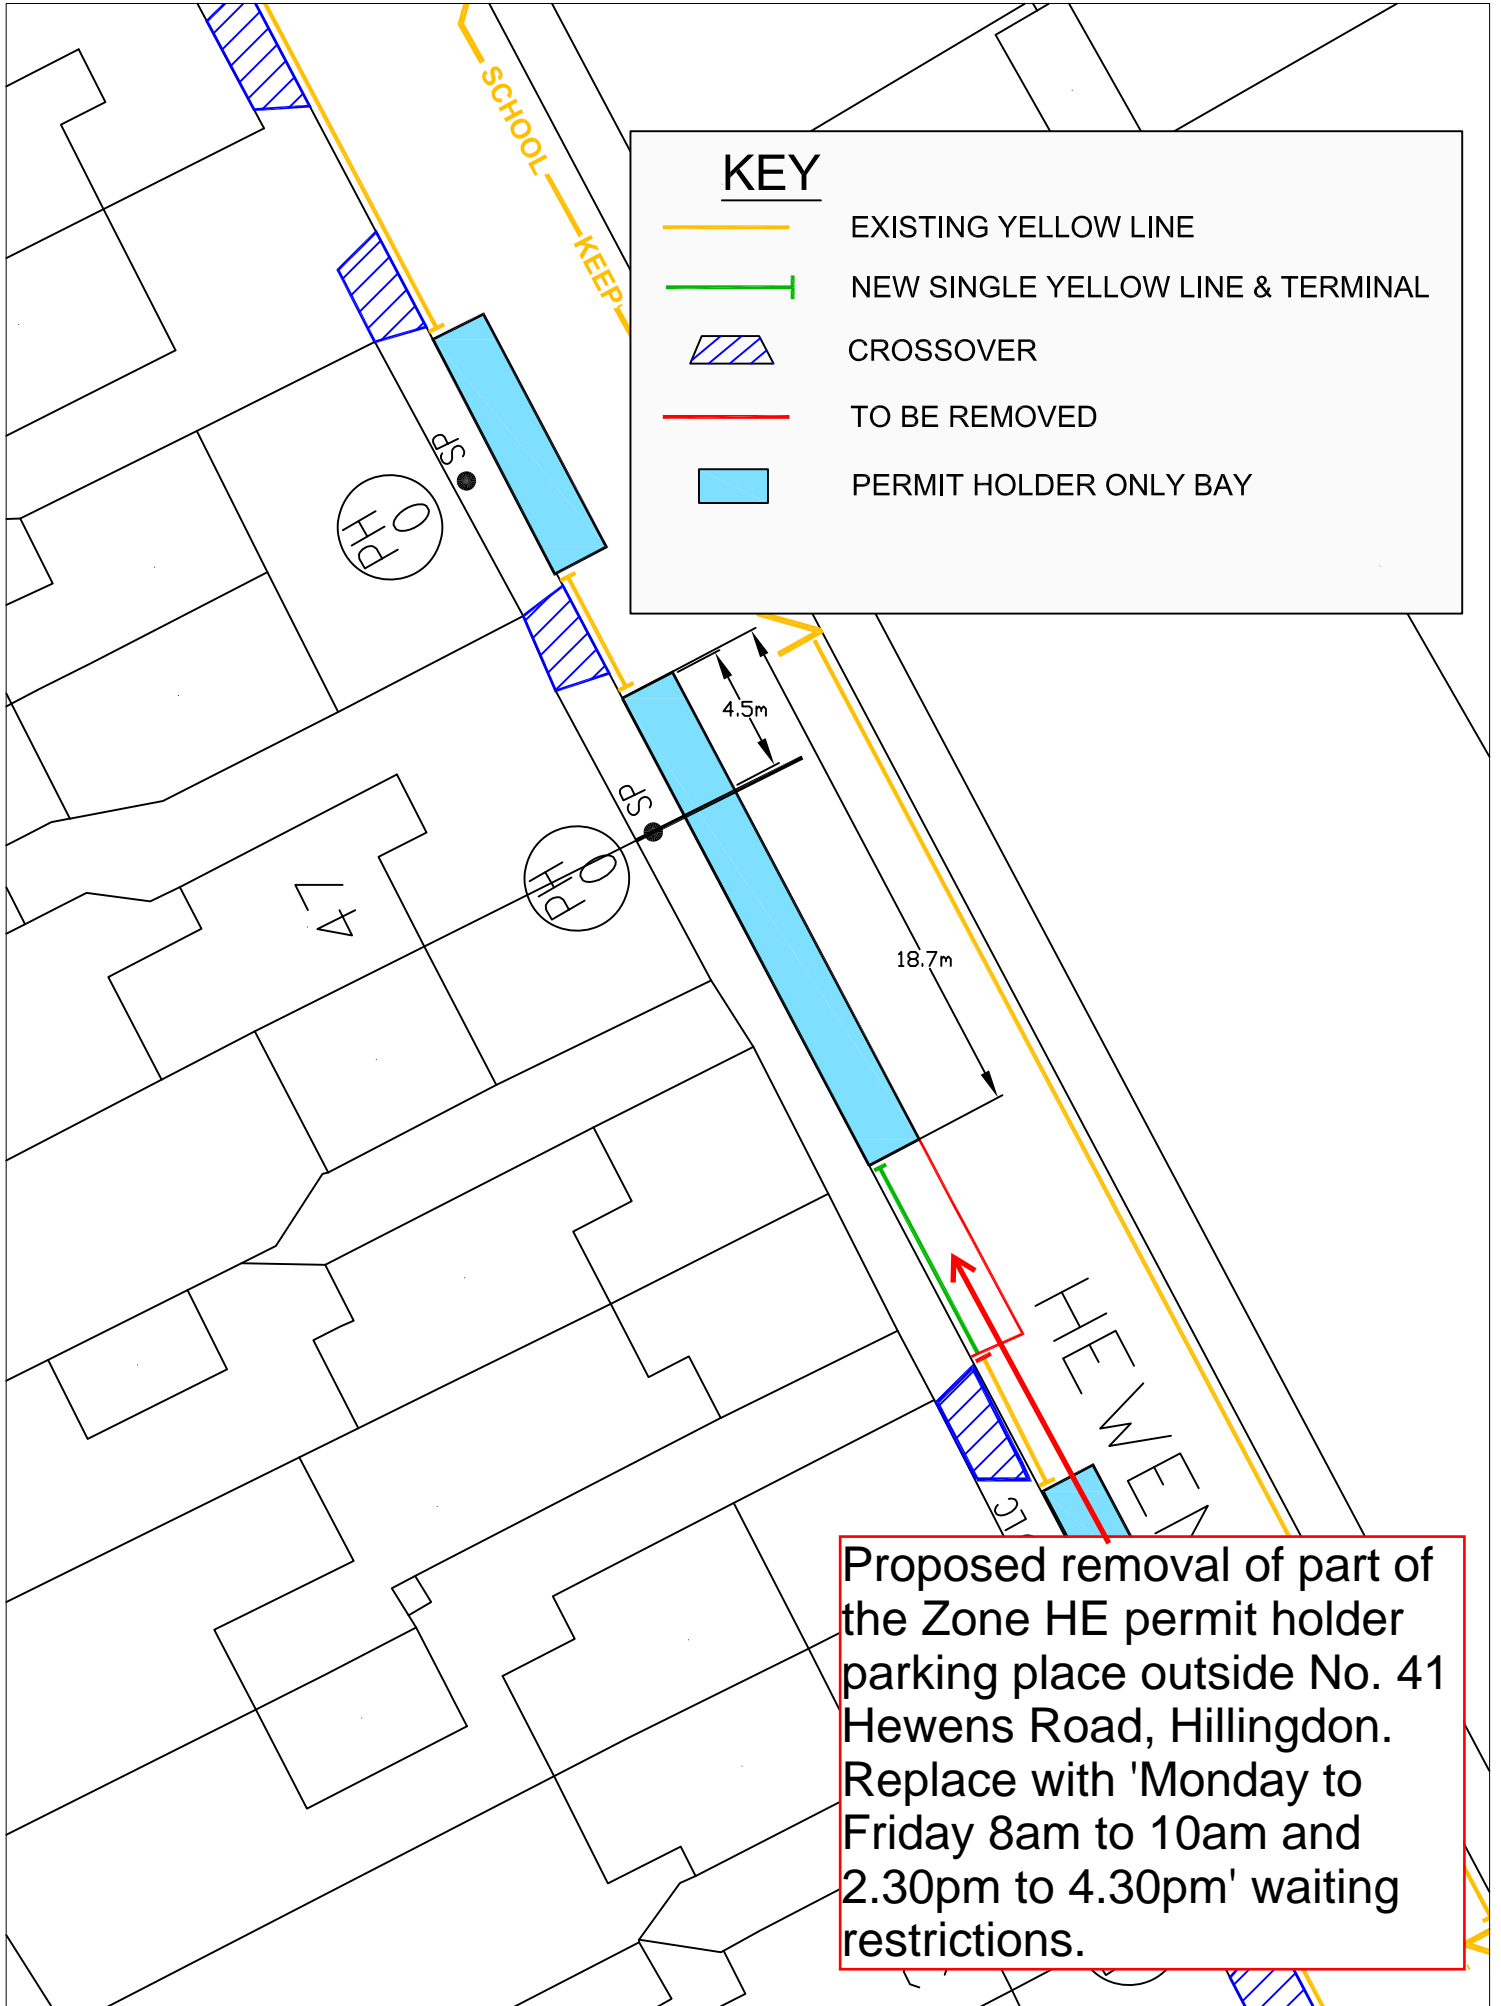 SCHOOL
KEEP
KEY
EXISTING YELLOW LINE
NEW SINGLE YELLOW LINE & TERMINAL
CROSSOVER
TO BE REMOVED
PERMIT HOLDER ONLY BAY
SP
PH
O
4.5m
SP
PH
O
47
18.7m
HEWEN
Proposed removal of part of
the Zone HE permit holder
parking place outside No. 41
Hewens Road, Hillingdon.
Replace with 'Monday to
Friday 8am to 10am and
2.30pm to 4.30pm' waiting
restrictions.